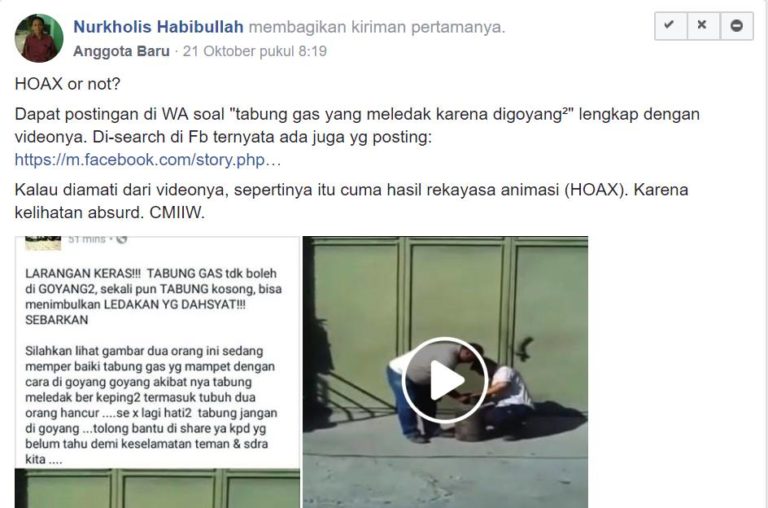 Nurkholis Habibullah membagikan kiriman pertamanya.
Anggota Baru · 21 Oktober pukul 8:19
HOAX or not?
Dapat postingan di WA soal "tabung gas yang meledak karena digoyang²" lengkap dengan
videonya. Di-search di Fb ternyata ada juga yg posting:
https://m.facebook.com/story.php…
Kalau diamati dari videonya, sepertinya itu cuma hasil rekayasa animasi (HOAX). Karena
kelihatan absurd. CMIIW.
51 mins ·
LARANGAN KERAS!!! TABUNG GAS tdk boleh
di GOYANG2, sekali pun TABUNG kosong, bisa
menimbulkan LEDAKAN YG DAHSYAT!!!
SEBARKAN
Silahkan lihat gambar dua orang ini sedang
memper baiki tabung gas yg mampet dengan
cara di goyang goyang akibat nya tabung
meledak ber keping2 termasuk tubuh dua
orang hancur ....se x lagi hati2 tabung jangan
di goyang ...tolong bantu di share ya kpd yg
belum tahu demi keselamatan teman & sdra
kita ....